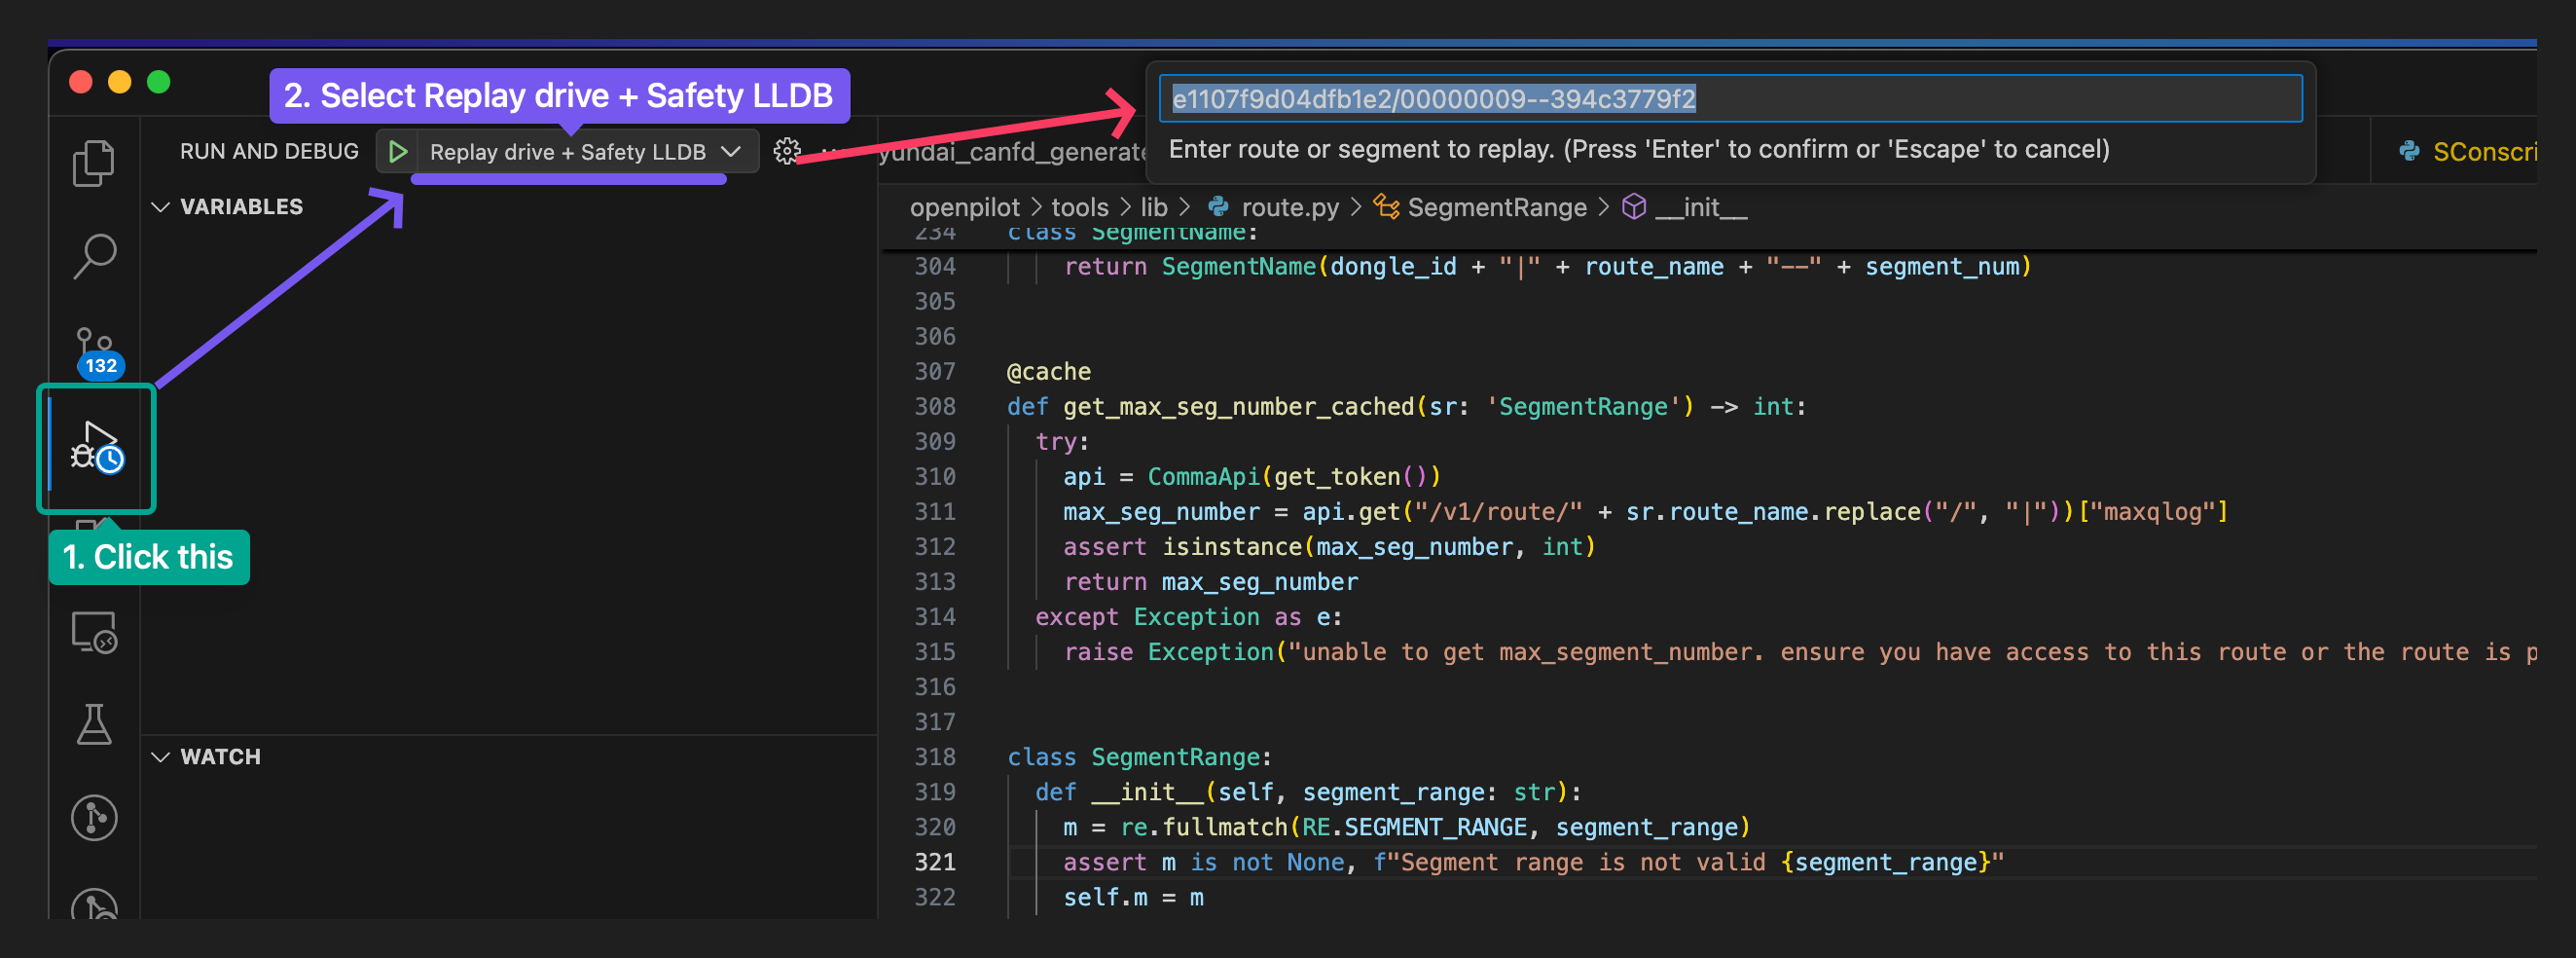 2. Select Replay drive + Safety LLDB
e1107f9d04dfb1e2/00000009--394c3779f2
Enter route or segment to replay. (Press 'Enter' to confirm or 'Escape' to cancel)
RUN AND DEBUG
Replay drive + Safety LLDB
yundai_canfd_generate
SConscri
VARIABLES
132
1. Click this
WATCH
openpilot > tools > lib > route.py > SegmentRange > __init__
234 class SegmentName:
304 return SegmentName(dongle_id + "|" + route_name + "--" + segment_num)
305
306
307 @cache
308 def get_max_seg_number_cached(sr: 'SegmentRange') -> int:
309 try:
310 api = CommaApi(get_token())
311 max_seg_number = api.get("/v1/route/" + sr.route_name.replace("/", "|"))["maxqlog"]
312 assert isinstance(max_seg_number, int)
313 return max_seg_number
314 except Exception as e:
315 raise Exception("unable to get max_segment_number. ensure you have access to this route or the route is p
316
317
318 class SegmentRange:
319 def __init__(self, segment_range: str):
320 m = re.fullmatch(RE.SEGMENT_RANGE, segment_range)
321 assert m is not None, f"Segment range is not valid {segment_range}"
322 self.m = m